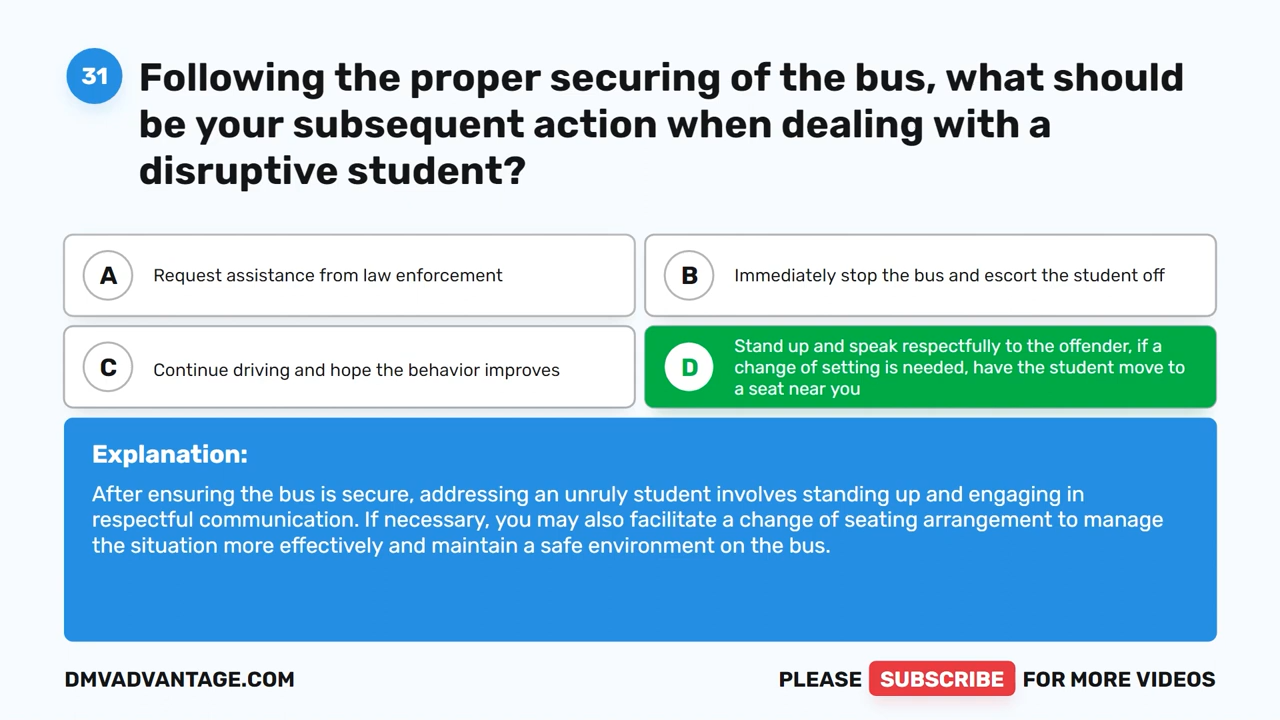 31
Following the proper securing of the bus, what should
be your subsequent action when dealing with a
disruptive student?
A
Request assistance from law enforcement
B
Immediately stop the bus and escort the student off
C
Continue driving and hope the behavior improves
D
Stand up and speak respectfully to the offender, if a
change of setting is needed, have the student move to
a seat near you
Explanation:
After ensuring the bus is secure, addressing an unruly student involves standing up and engaging in
respectful communication. If necessary, you may also facilitate a change of seating arrangement to manage
the situation more effectively and maintain a safe environment on the bus.
DMVADVANTAGE.COM
PLEASE SUBSCRIBE FOR MORE VIDEOS